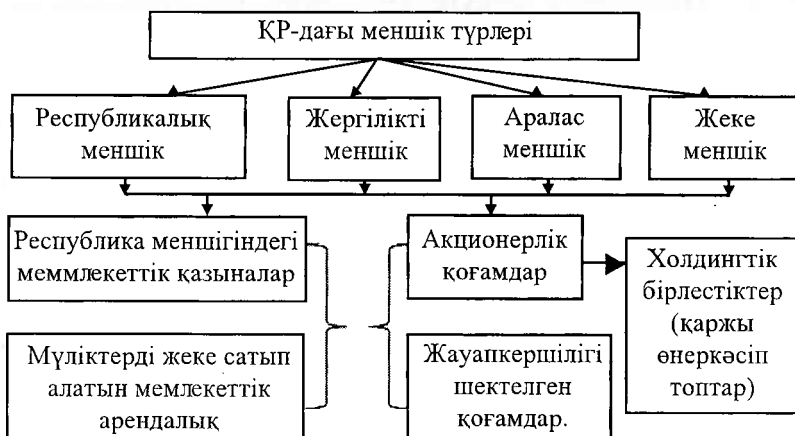 ҚР-дағы меншік түрлері
Республикалық
меншік
Жергілікті
меншік
Аралас
меншік
Жеке
меншік
Республика меншігіндегі
меммлекеттік қазыналар
Акционерлік
қоғамдар
Холдингтік
бірлестіктер
(қаржы
өнеркәсіп
топтар)
Мүліктерді жеке сатып
алатын мемлекеттік
арендалық
Жауапкершілігі
шектелген
қоғамдар.